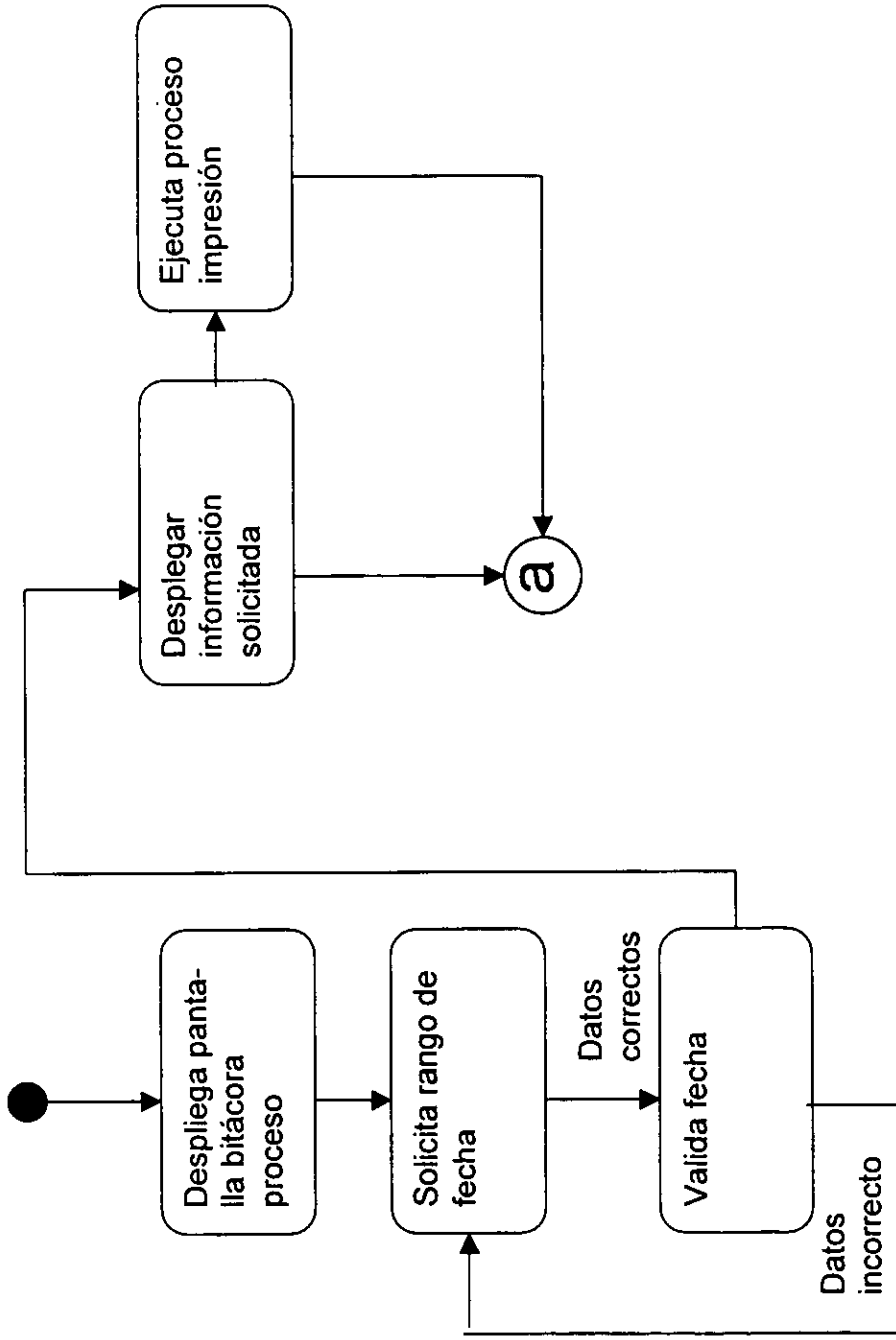 Despliega panta-
lla bitácora
proceso
Solicita rango de
fecha
Datos
correctos
Valida fecha
Datos
incorrecto
Desplegar
información
solicitada
Ejecuta proceso
impresión
a